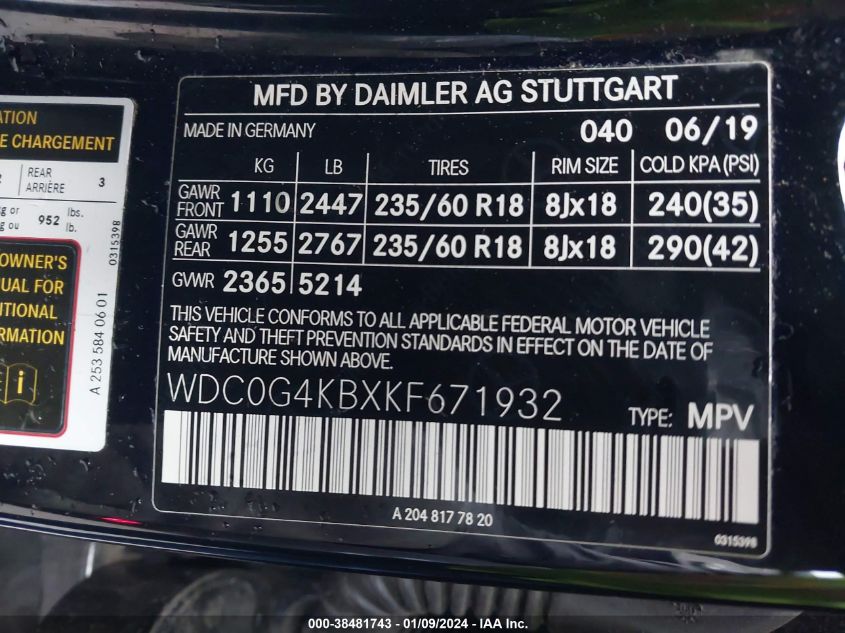 MFD BY DAIMLER AG STUTTGART
MADE IN GERMANY 040 06/19
KG LB TIRES RIM SIZE COLD KPA (PSI)
GAWR FRONT 1110 2447 235/60 R18 8Jx18 240(35)
GAWR REAR 1255 2767 235/60 R18 8Jx18 290(42)
GVWR 2365 5214
THIS VEHICLE CONFORMS TO ALL APPLICABLE FEDERAL MOTOR VEHICLE
SAFETY AND THEFT PREVENTION STANDARDS IN EFFECT ON THE DATE OF
MANUFACTURE SHOWN ABOVE.
WDC0G4KBXKF671932 TYPE: MPV
A 204 817 78 20
0315398
CHARGEMENT
REAR
ARRIÈRE 3
952 lbs.
lb.
0315398
OWNER'S
FOR
A 253 584 06 01
000-38481743 - 01/09/2024 - IAA Inc.